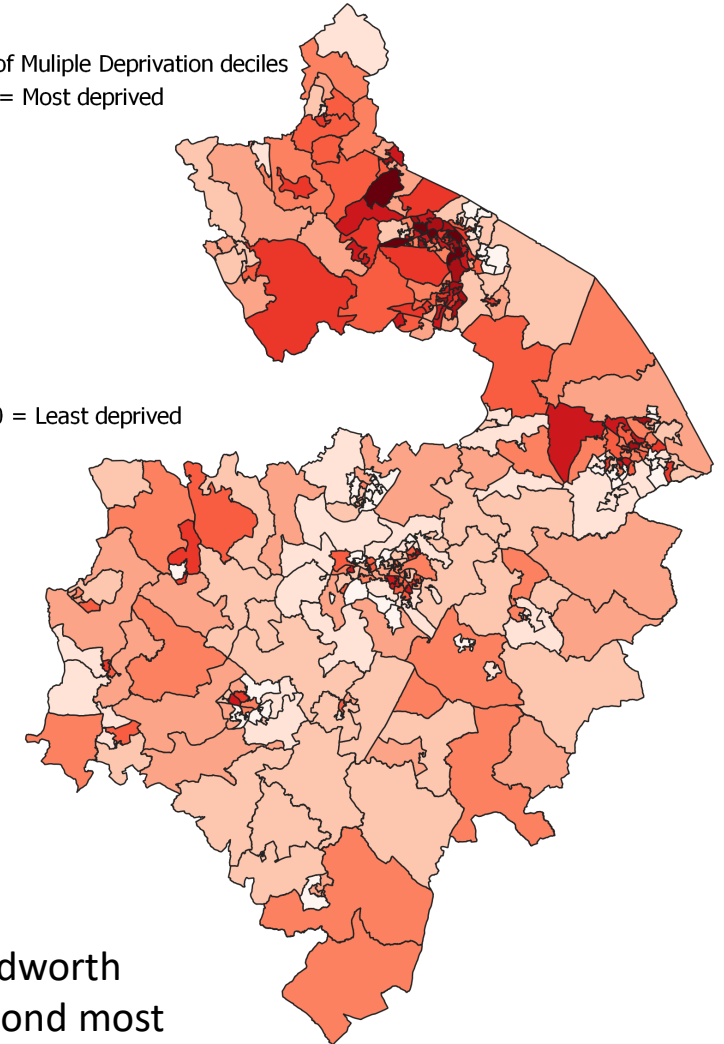 of Muliple Deprivation deciles
= Most deprived
) = Least deprived
dworth
ond most